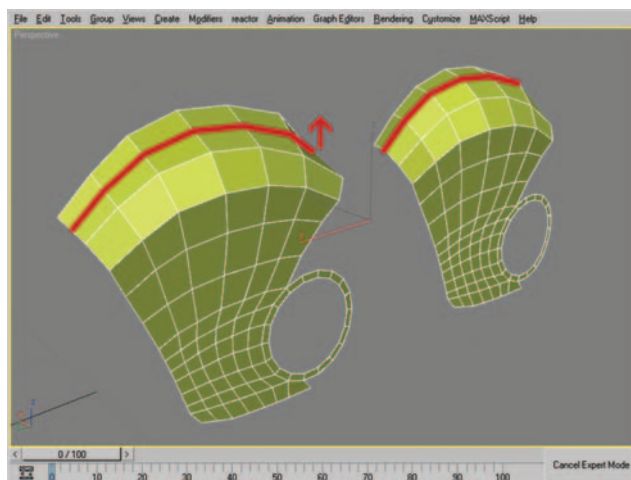 File Edit Tools Group Views Create Modifiers reactor Animation Graph Editors Rendering Customize MAXScript Help
Perspective
< 0 / 100 >
0 10 20 30 40 50 60 70 80 90 100
Cancel Expert Mode